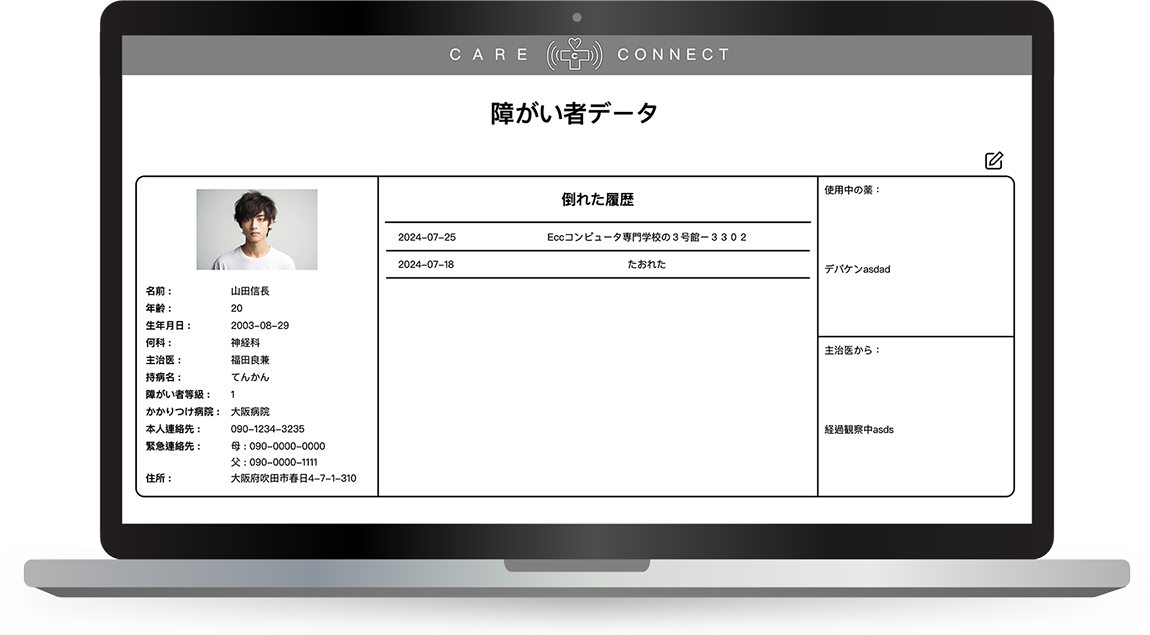 CARE C CONNECT
障がい者データ
名前： 山田信長
年齢： 20
生年月日： 2003-08-29
何科： 神経科
主治医： 福田良兼
持病名： てんかん
障がい者等級： 1
かかりつけ病院： 大阪病院
本人連絡先： 090-1234-3235
緊急連絡先： 母：090-0000-0000
父：090-0000-1111
住所： 大阪府吹田市春日4-7-1-310
倒れた履歴
2024-07-25 Eccコンピュータ専門学校の３号館ー３３０２
2024-07-18 たおれた
使用中の薬：
デパケンasdad
主治医から：
経過観察中asds